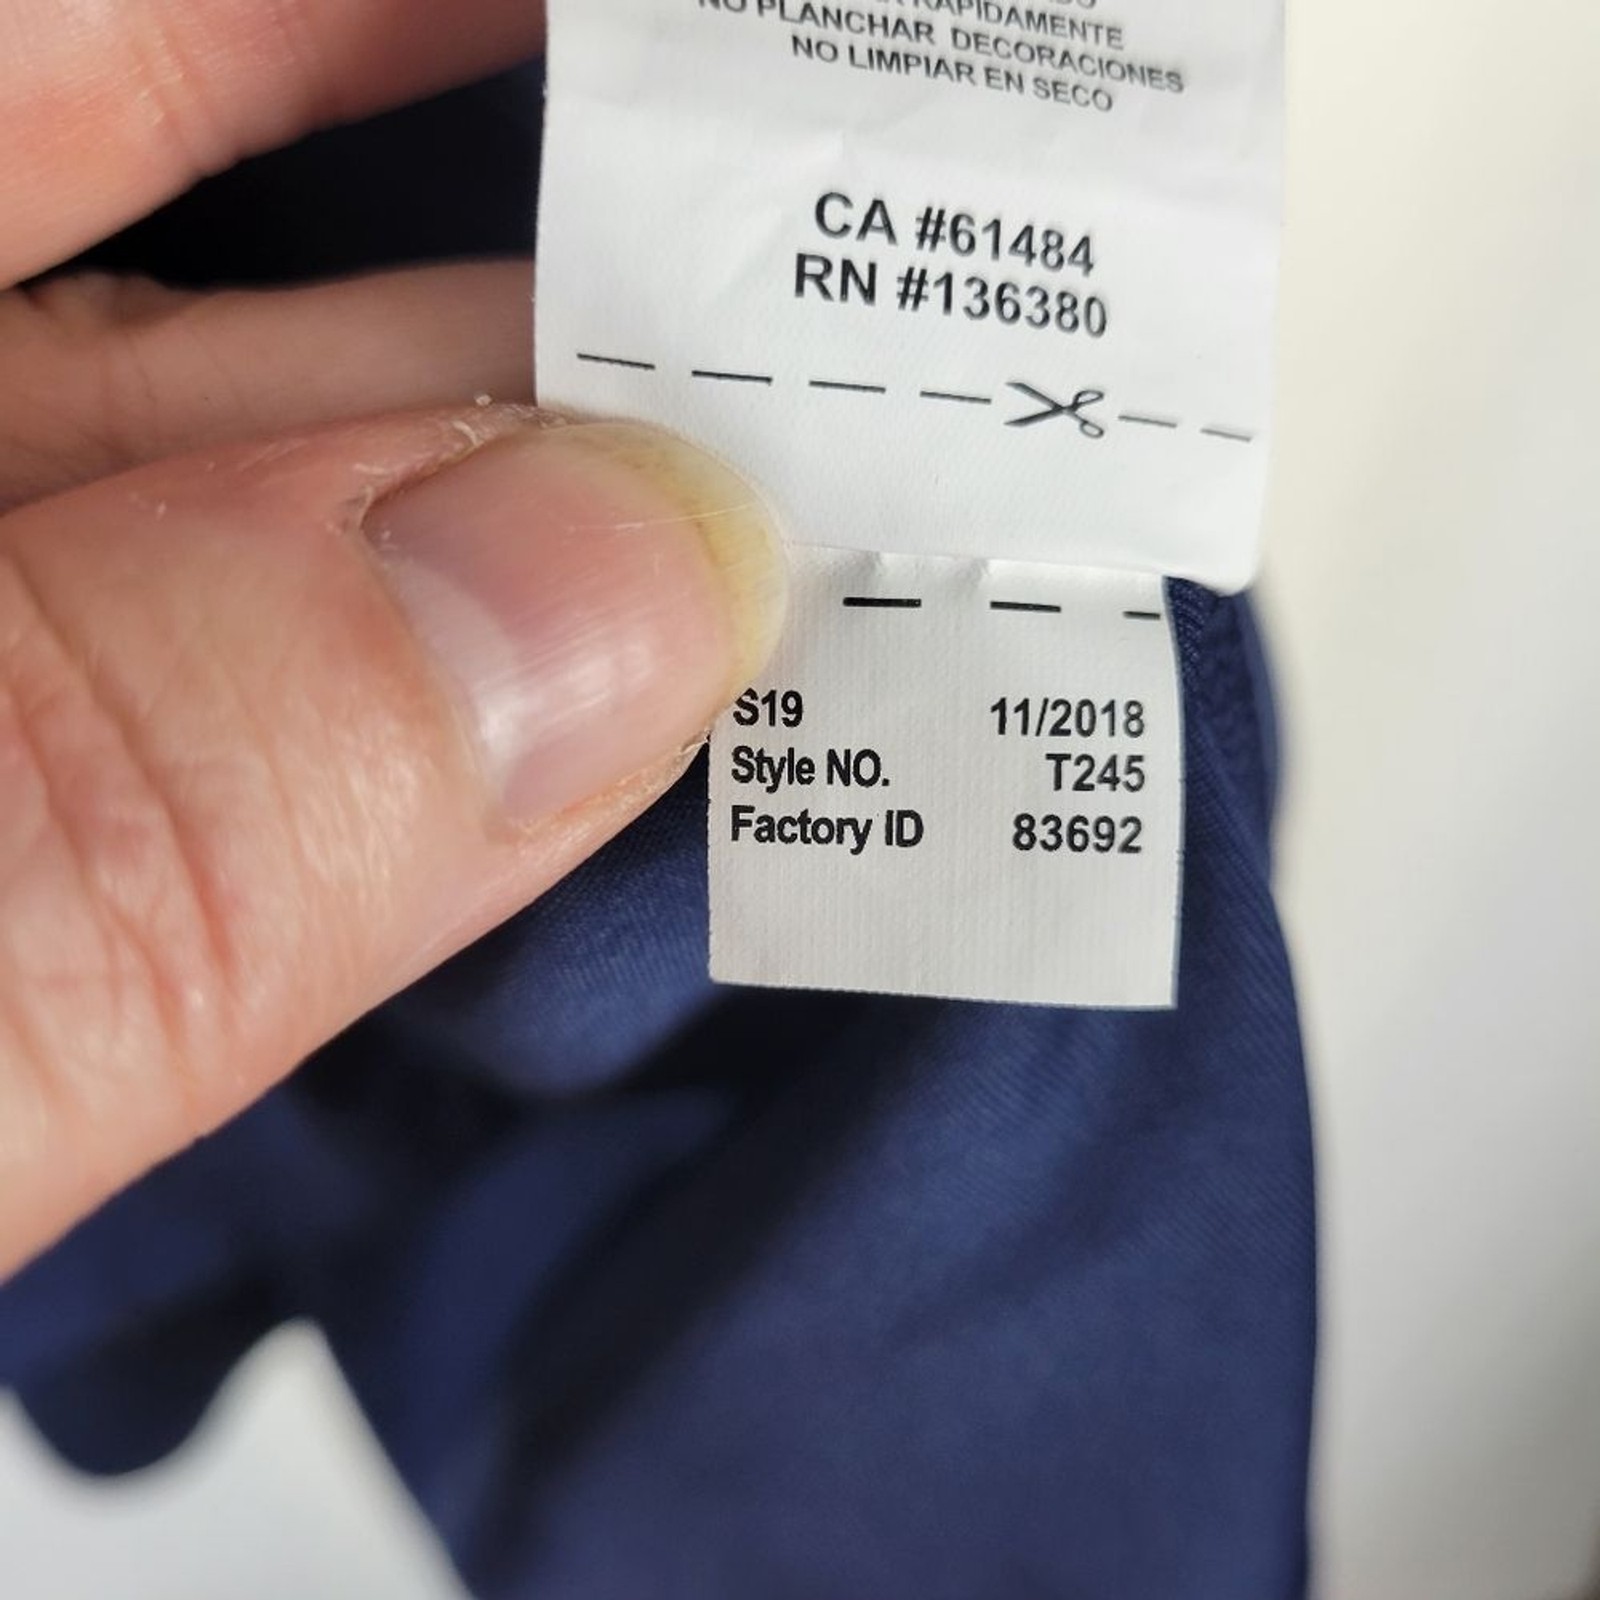 RAPIDAMENTE
NO PLANCHAR DECORACIONES
NO LIMPIAR EN SECO
CA #61484
RN #136380
S19 11/2018
Style NO. T245
Factory ID 83692